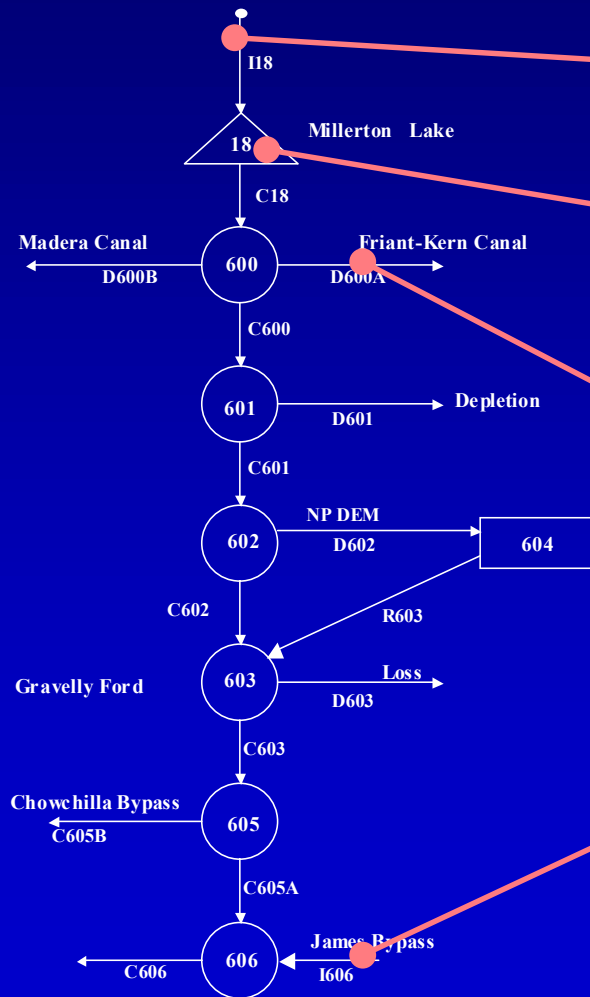 I18
18
Millerton Lake
C18
Madera Canal
Friant-Kern Canal
600
D600B
D600A
C600
601
Depletion
D601
C601
NP DEM
602
D602
604
C602
R603
Gravelly Ford
603
Loss
D603
C603
Chowchilla Bypass
605
C605B
C605A
James Bypass
606
C606
I606